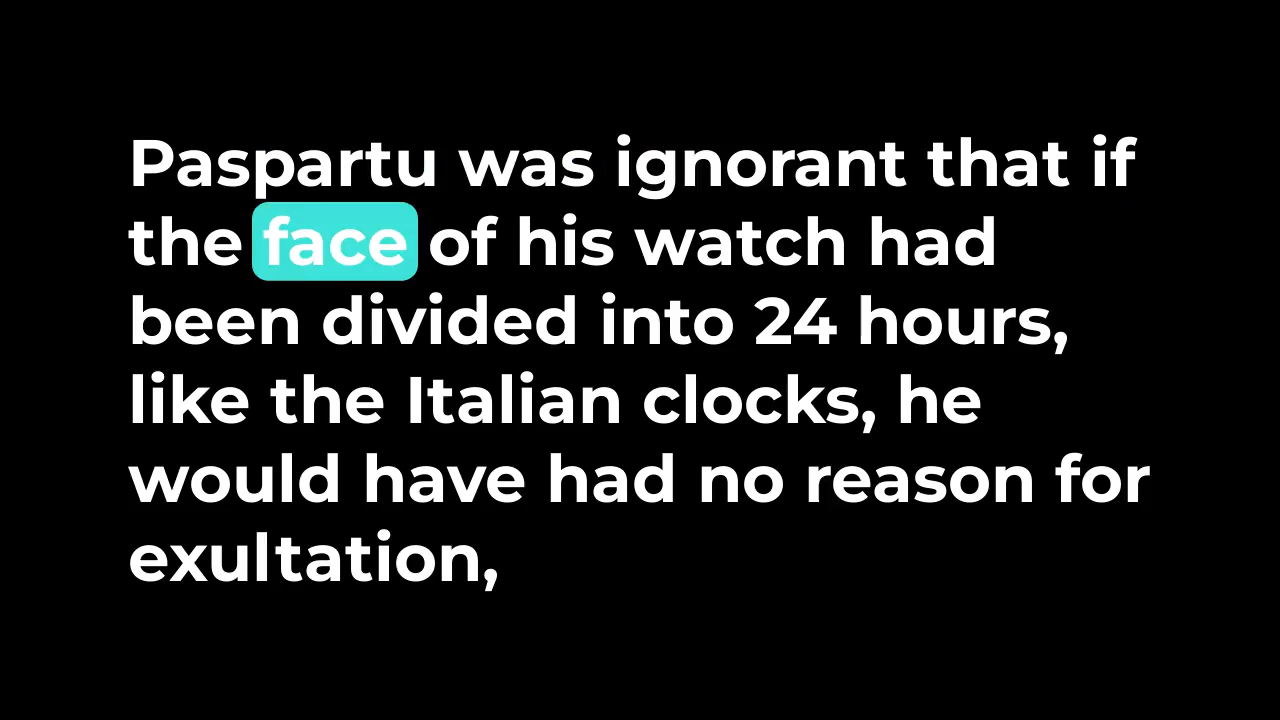 Paspartu was ignorant that if
the face of his watch had
been divided into 24 hours,
like the Italian clocks, he
would have had no reason for
exultation,